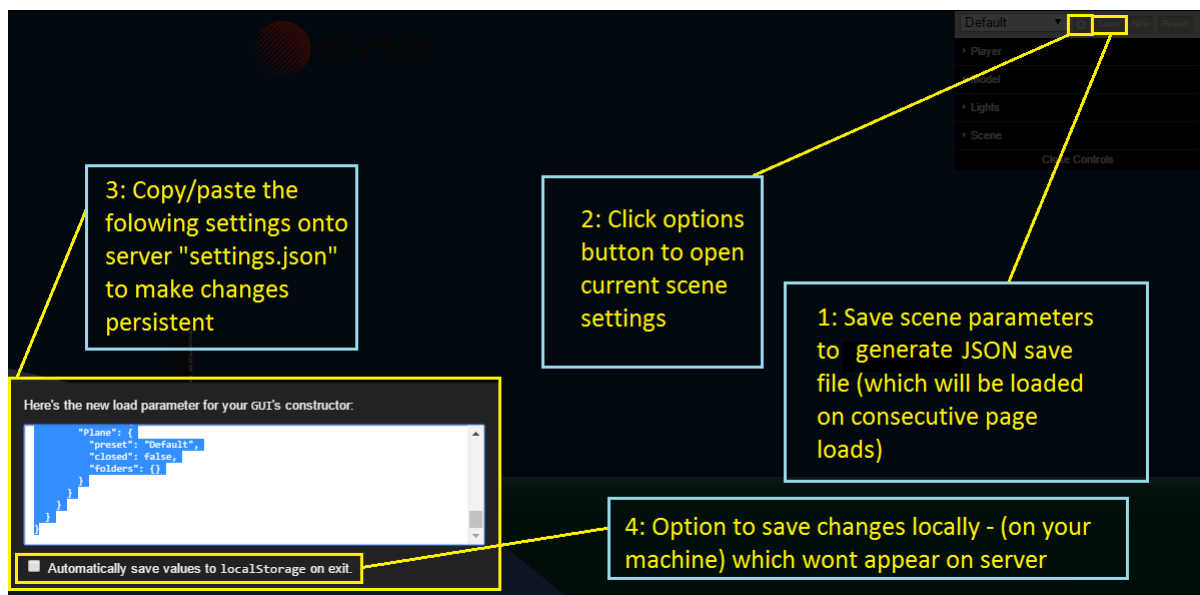 OPUS
Default
Save New Revert
Player
Model
Lights
Scene
Close Controls
3: Copy/paste the
folowing settings onto
server "settings.json"
to make changes
persistent
2: Click options
button to open
current scene
settings
1: Save scene parameters
to generate JSON save
file (which will be loaded
on consecutive page
loads)
Here's the new load parameter for your GUI's constructor:
"Plane": {
"preset": "Default",
"closed": false,
"folders": {}
}
}
}
}
}
Automatically save values to localStorage on exit.
4: Option to save changes locally - (on your
machine) which wont appear on server